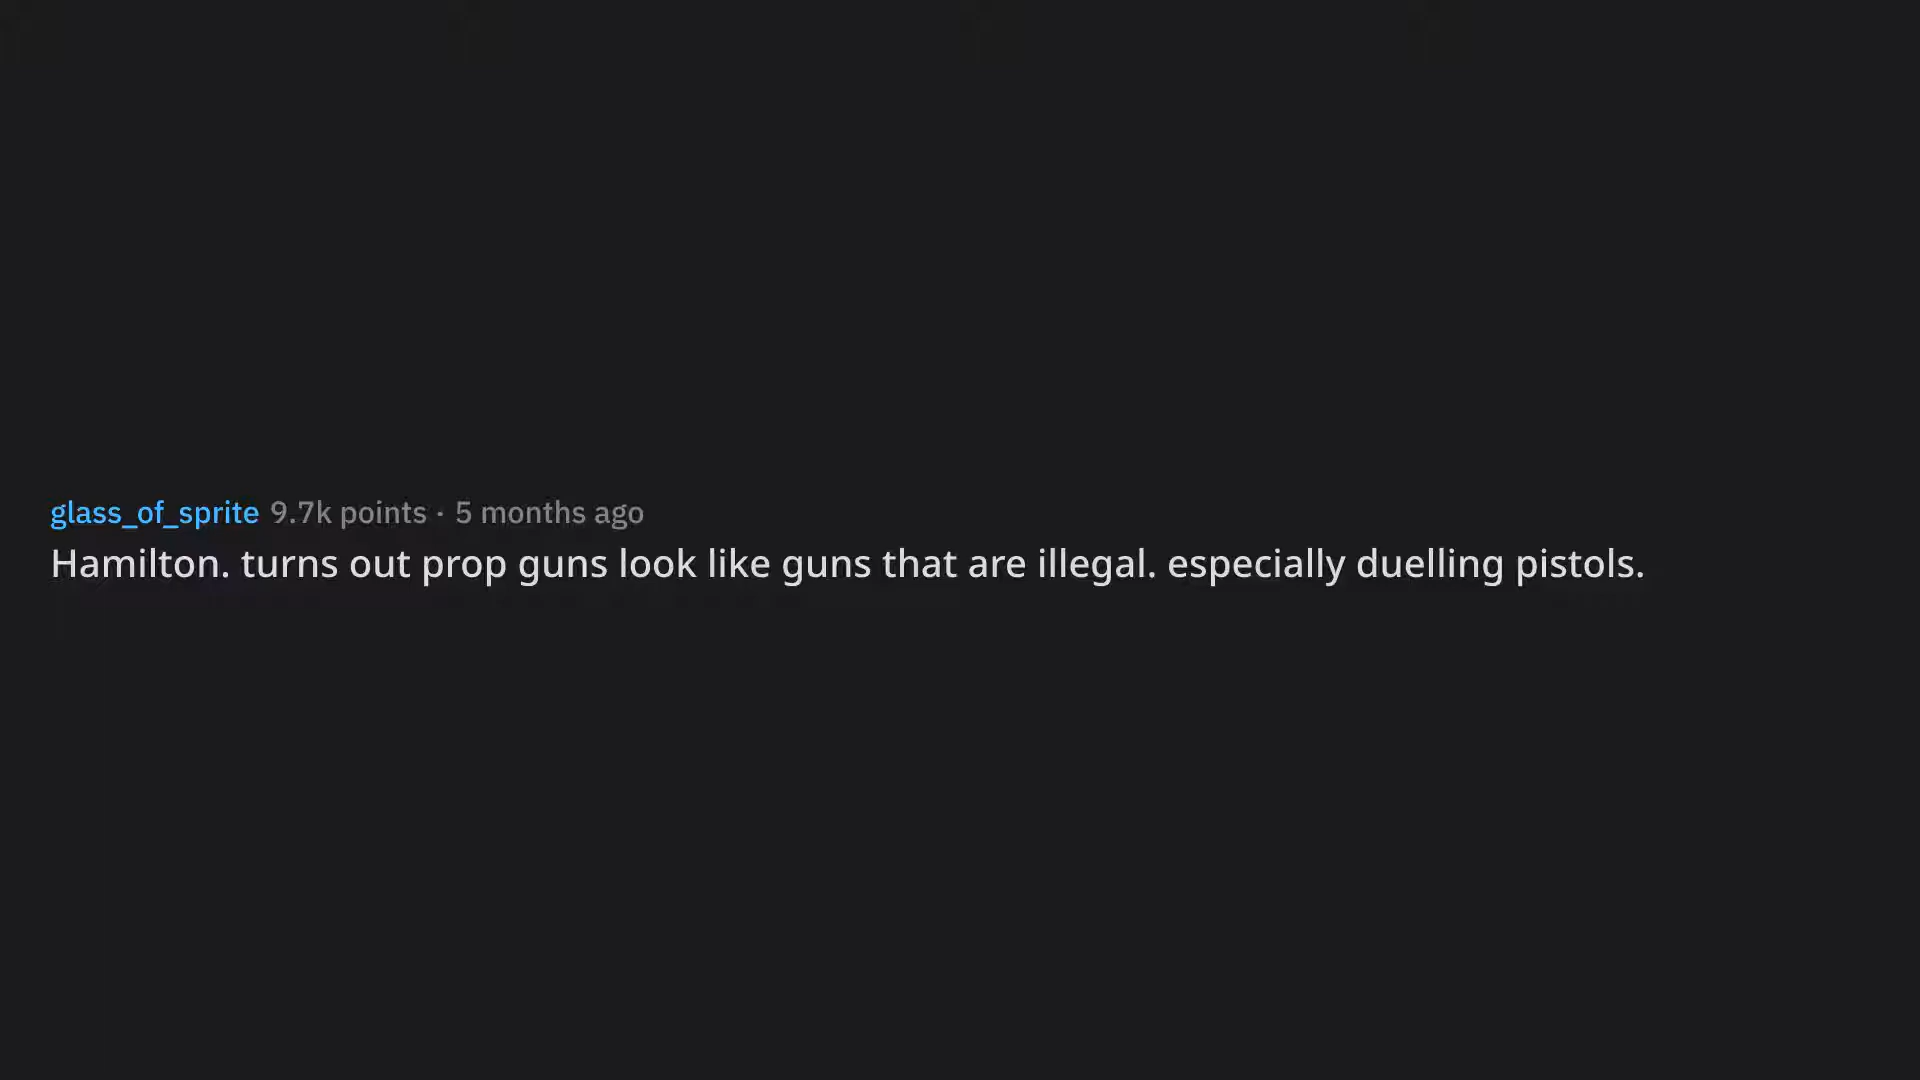 glass_of_sprite 9.7k points · 5 months ago
Hamilton. turns out prop guns look like guns that are illegal. especially duelling pistols.